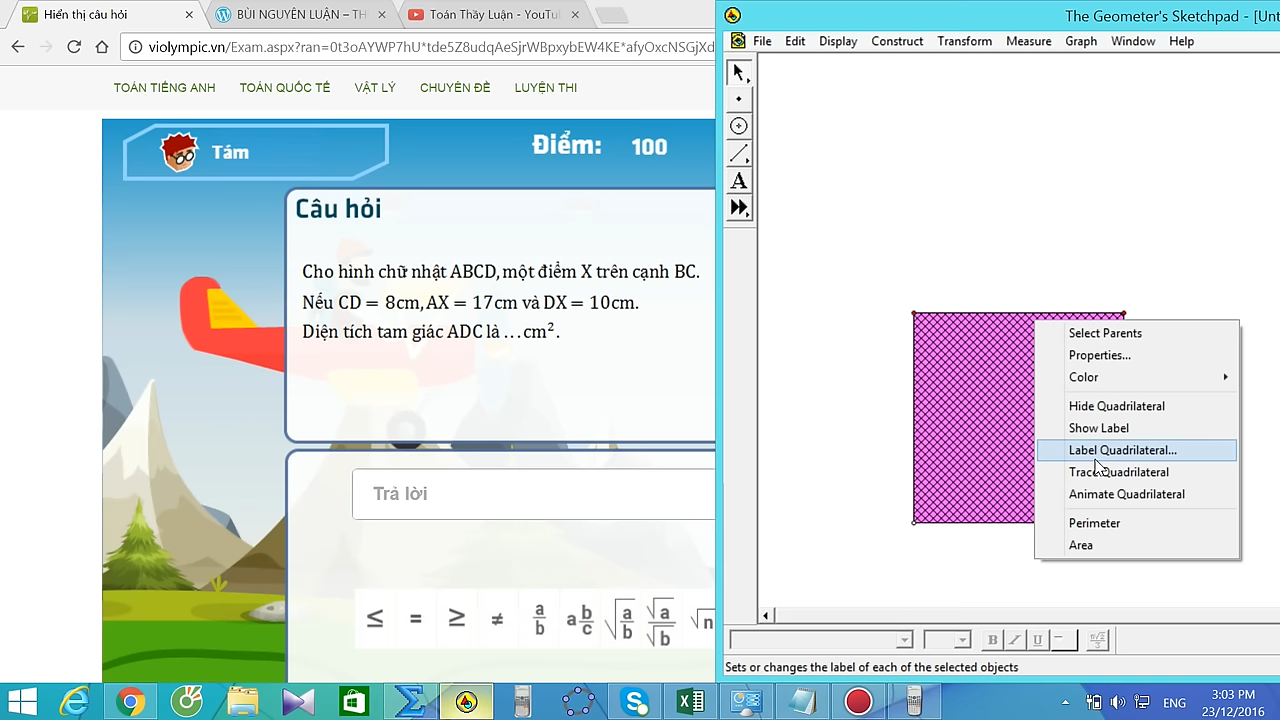 Hiển thị câu hỏi
BÙI NGUYÊN LUẬN – TH
Toán Thầy Luận - YouTu
violympic.vn/Exam.aspx?xan=
TOÁN TIẾNG ANH
TOÁN QUỐC TẾ
VẬT LÝ
CHUYÊN ĐỀ
LUYỆN THI
Tám
Điểm: 100
Câu hỏi
Cho hình chữ nhật ABCD, một điểm X trên cạnh BC.
Nếu CD = 8cm, AX = 17cm và DX = 10cm.
Diện tích tam giác ADC là … cm².
Trả lời
≤ = ≥ ≠ a/b a b/c √(a/b) √a/√b √n
The Geometer's Sketchpad - [Unt
File Edit Display Construct Transform Measure Graph Window Help
A
Select Parents
Properties...
Color
Hide Quadrilateral
Show Label
Label Quadrilateral...
Trace Quadrilateral
Animate Quadrilateral
Perimeter
Area
B I U
Sets or changes the label of each of the selected objects
ENG
3:03 PM
23/12/2016